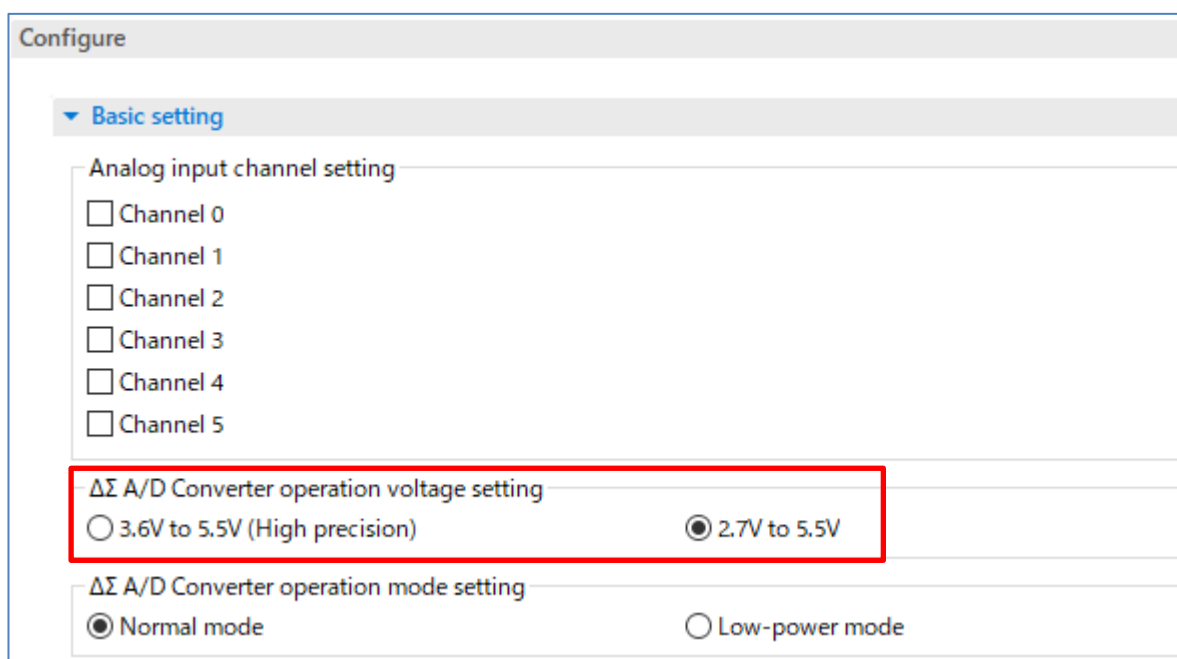 Configure
Basic setting
Analog input channel setting
Channel 0
Channel 1
Channel 2
Channel 3
Channel 4
Channel 5
ΔΣ A/D Converter operation voltage setting
3.6V to 5.5V (High precision) 2.7V to 5.5V
ΔΣ A/D Converter operation mode setting
Normal mode Low-power mode